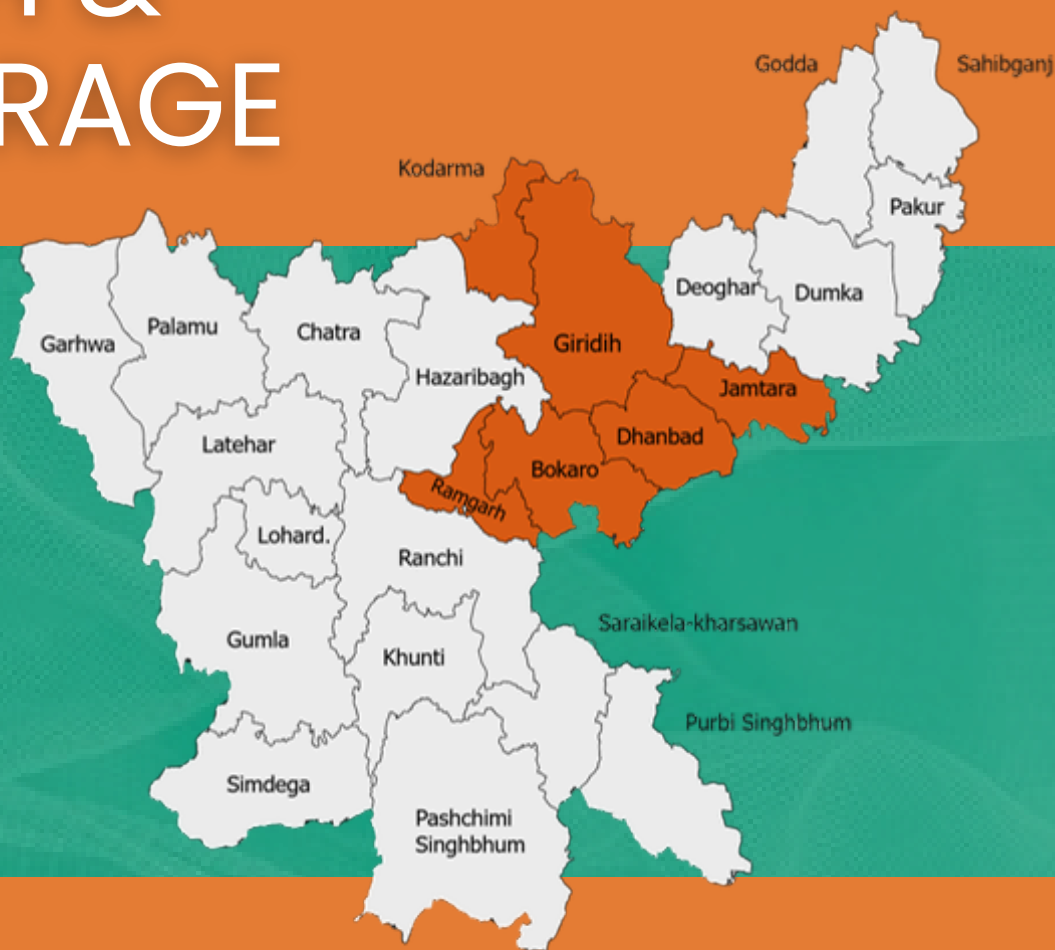 &
RAGE
Godda
Sahibganj
Kodarma
Pakur
Deoghar
Dumka
Palamu
Chatra
Garhwa
Giridih
Hazaribagh
Jamtara
Latehar
Dhanbad
Bokaro
Ramgarh
Lohard.
Ranchi
Saraikela-kharsawan
Gumla
Khunti
Purbi Singhbhum
Simdega
Pashchimi
Singhbhum